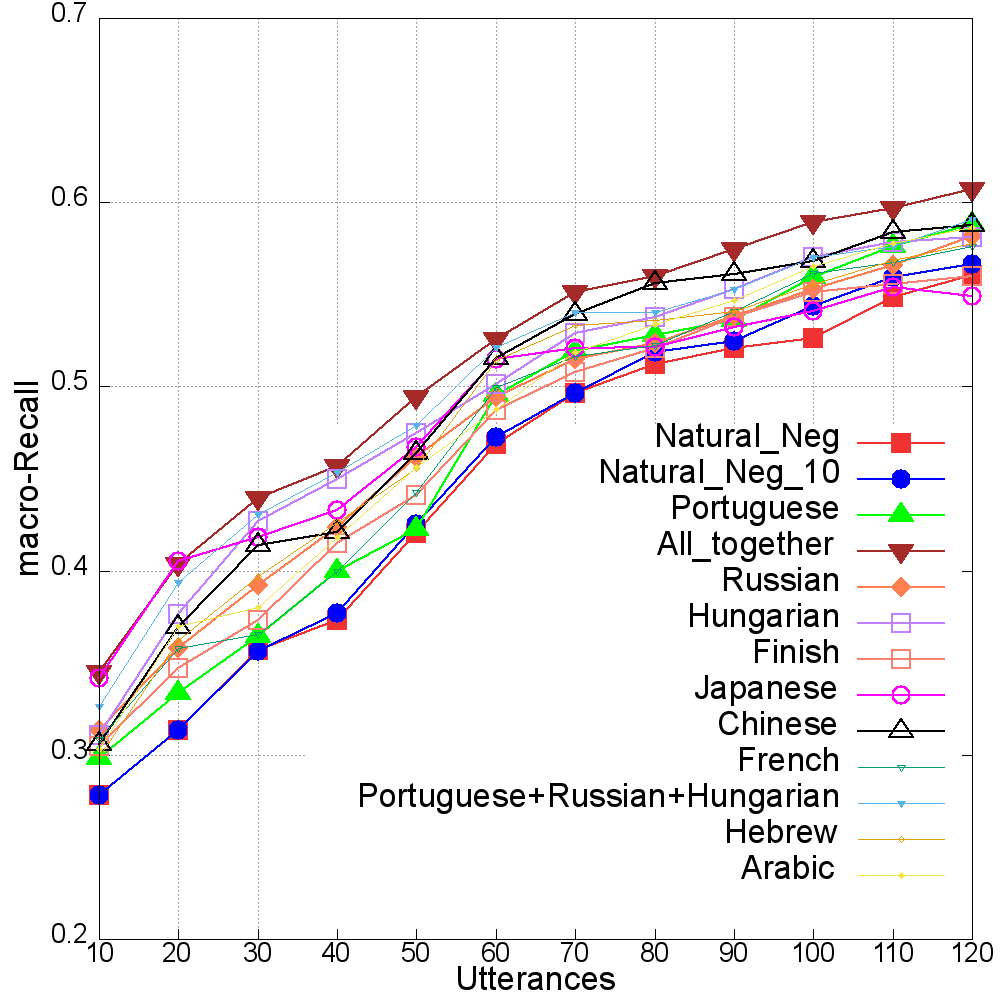 0.7
0.6
0.5
0.4
0.3
0.2
macro-Recall
Natural_Neg
Natural_Neg_10
Portuguese
All_together
Russian
Hungarian
Finish
Japanese
Chinese
French
Portuguese+Russian+Hungarian
Hebrew
Arabic
10 20 30 40 50 60 70 80 90 100 110 120
Utterances